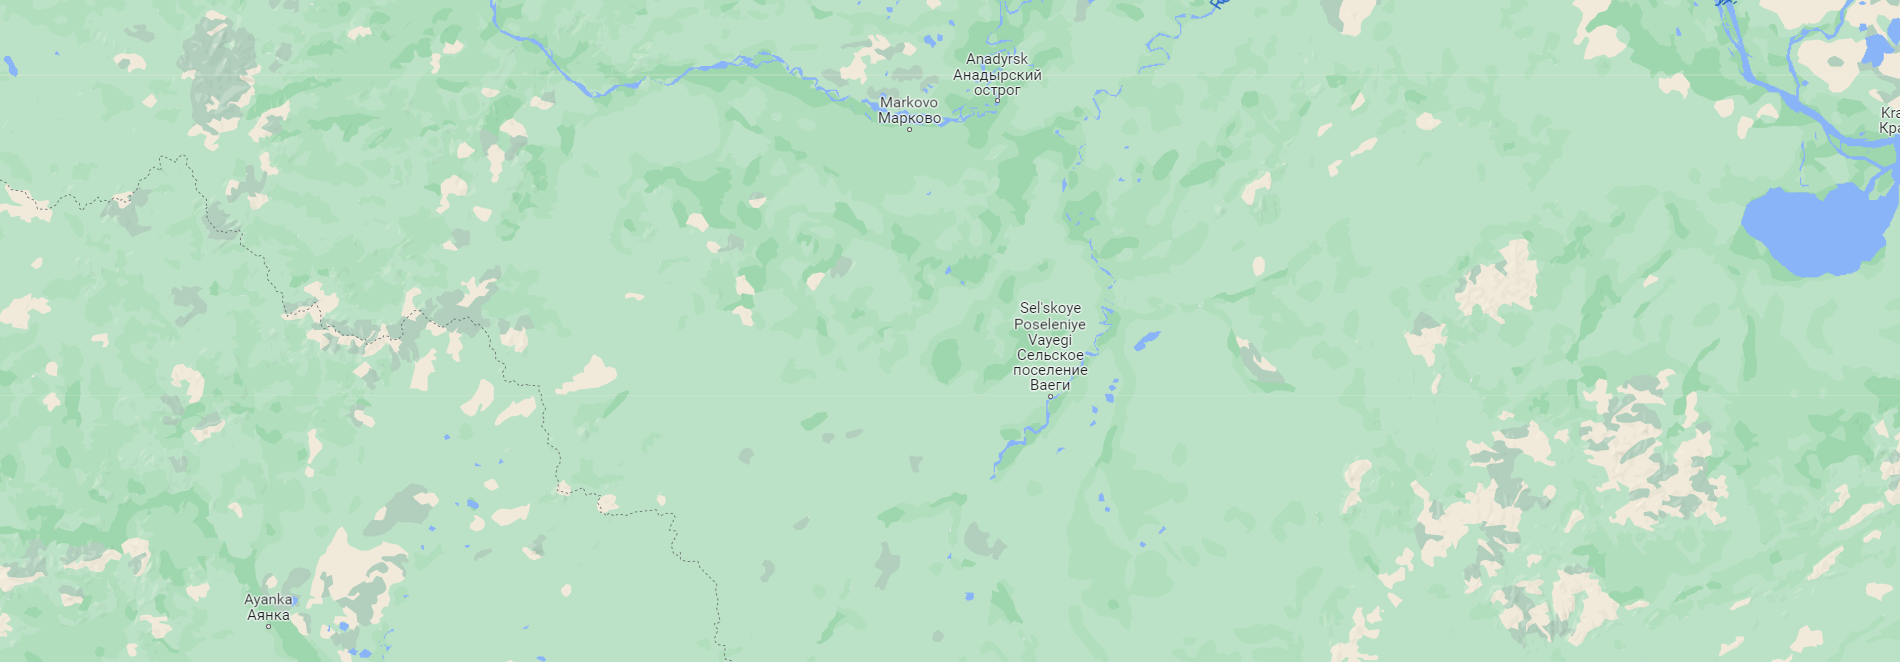 Anadyrsk
Анадырский
острог
Markovo
Марково
Sel'skoye
Poseleniye
Vayegi
Сельское
поселение
Ваеги
Ayanka
Аянка